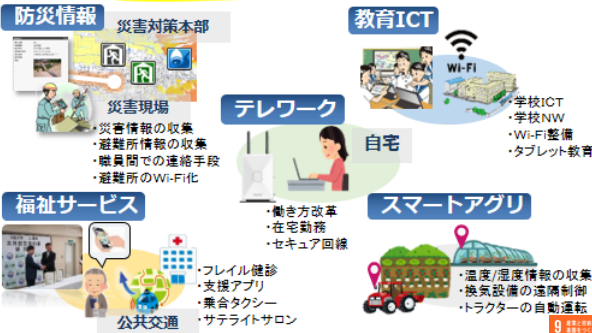 防災情報
災害対策本部
災害現場
・災害情報の収集
・避難所情報の収集
・職員間での連絡手段
・避難所のWi-Fi化
教育ICT
Wi-Fi
・学校ICT
・学校NW
・Wi-Fi整備
・タブレット教育
テレワーク
自宅
・働き方改革
・在宅勤務
・セキュア回線
福祉サービス
公共交通
・フレイル健診
・支援アプリ
・乗合タクシー
・サテライトサロン
スマートアグリ
・温度/湿度情報の収集
・換気設備の遠隔制御
・トラクターの自動運転
9